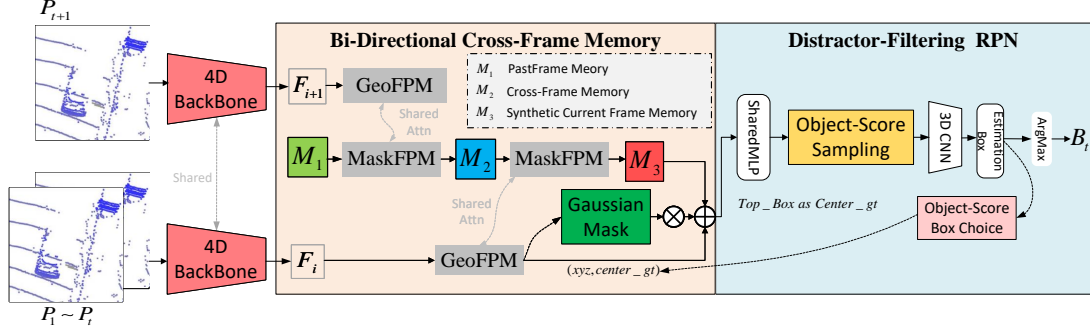 P_{t+1}
4D
BackBone
Shared
4D
BackBone
P_1 ~ P_t
Bi-Directional Cross-Frame Memory
M_1 PastFrame Meory
M_2 Cross-Frame Memory
M_3 Synthetic Current Frame Memory
F_{i+1}
GeoFPM
Shared
Attn
M_1
MaskFPM
M_2
MaskFPM
M_3
Shared
Attn
Gaussian
Mask
F_i
GeoFPM
(xyz,center_gt)
Distractor-Filtering RPN
SharedMLP
Object-Score
Sampling
3D CNN
Estimation
Box
ArgMax
B_t
Top_Box as Center_gt
Object-Score
Box Choice